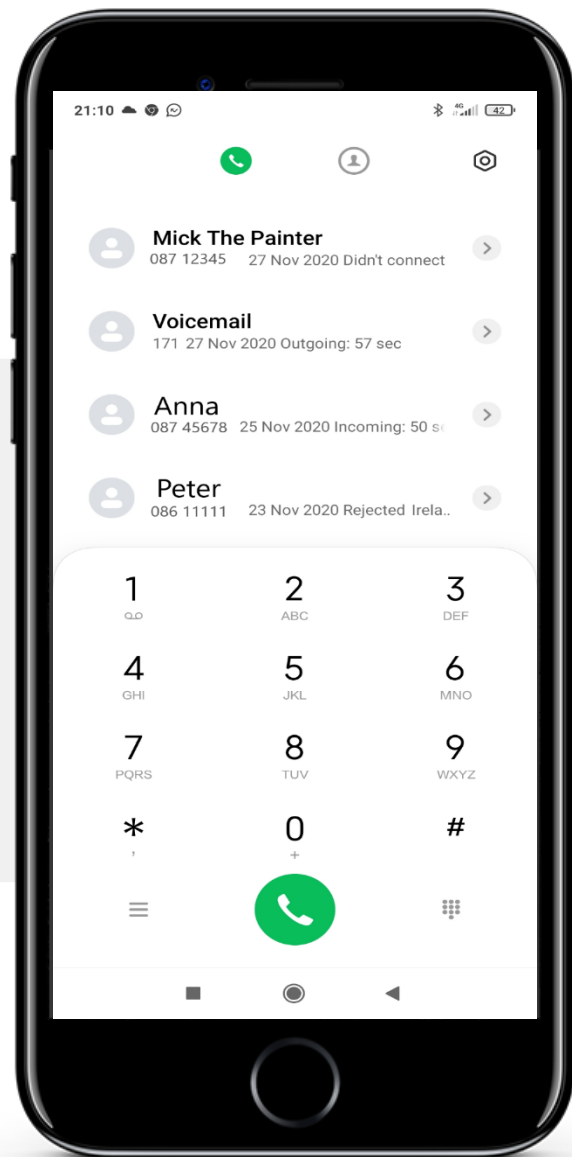 21:10 4G 42
Mick The Painter
087 12345 27 Nov 2020 Didn't connect
Voicemail
171 27 Nov 2020 Outgoing: 57 sec
Anna
087 45678 25 Nov 2020 Incoming: 50 s
Peter
086 11111 23 Nov 2020 Rejected Irela..
1 2 3
ABC DEF
4 5 6
GHI JKL MNO
7 8 9
PQRS TUV WXYZ
* 0 #
, +